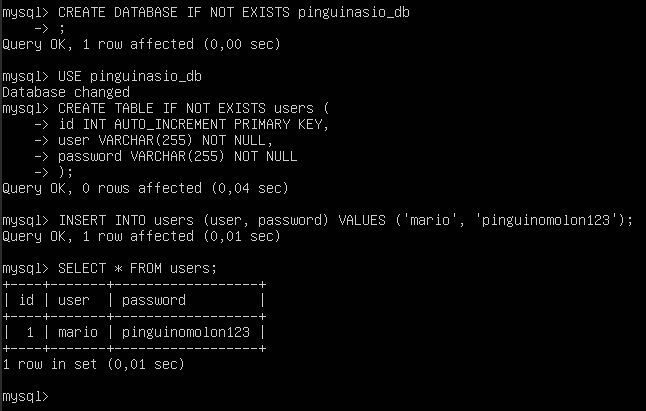 mysql> CREATE DATABASE IF NOT EXISTS pinguinasio_db
    -> ;
Query OK, 1 row affected (0,00 sec)

mysql> USE pinguinasio_db
Database changed
mysql> CREATE TABLE IF NOT EXISTS users (
    -> id INT AUTO_INCREMENT PRIMARY KEY,
    -> user VARCHAR(255) NOT NULL,
    -> password VARCHAR(255) NOT NULL
    -> );
Query OK, 0 rows affected (0,04 sec)

mysql> INSERT INTO users (user, password) VALUES ('mario', 'pinguinomolon123');
Query OK, 1 row affected (0,01 sec)

mysql> SELECT * FROM users;
+----+-------+------------------+
| id | user  | password         |
+----+-------+------------------+
|  1 | mario | pinguinomolon123 |
+----+-------+------------------+
1 row in set (0,01 sec)

mysql>